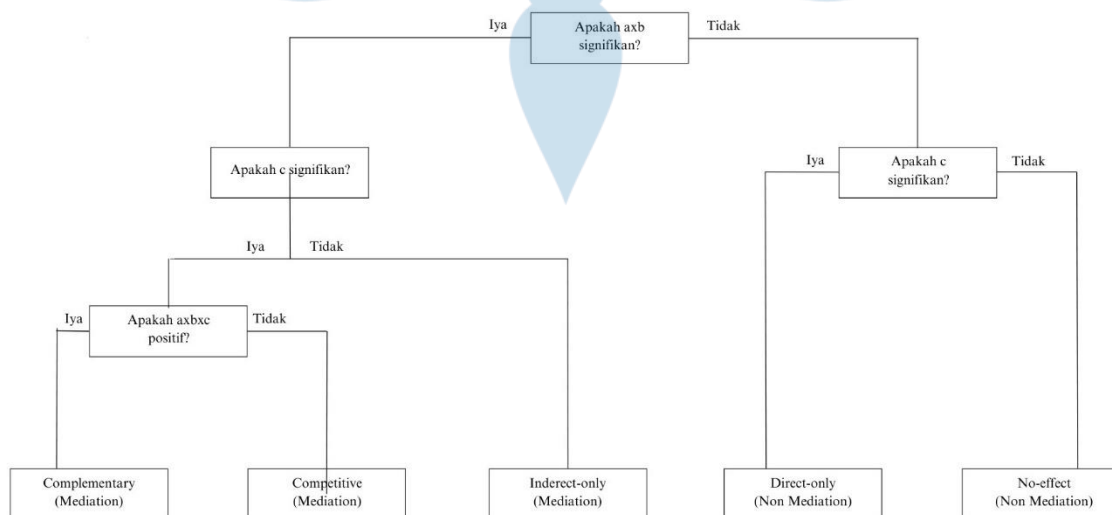 Iya
Apakah axb
signifikan?
Tidak
Apakah c signifikan?
Iya
Apakah c
signifikan?
Tidak
Iya
Tidak
Iya
Apakah axbxc
positif?
Tidak
Complementary
(Mediation)
Competitive
(Mediation)
Inderect-only
(Mediation)
Direct-only
(Non Mediation)
No-effect
(Non Mediation)